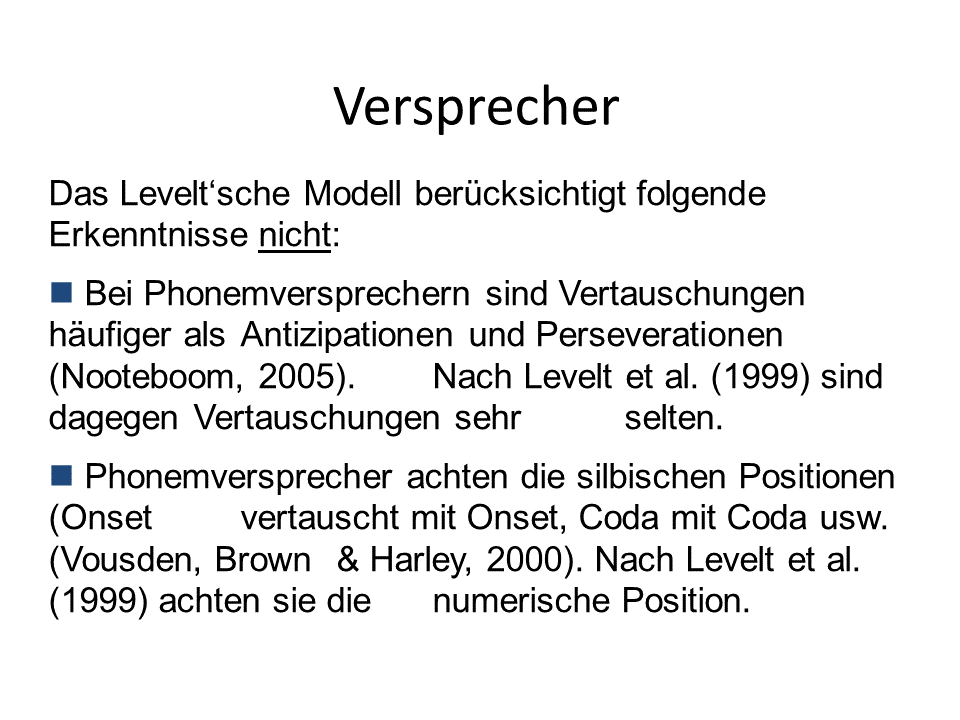 Versprecher
Das Levelt‘sche Modell berücksichtigt folgende
Erkenntnisse nicht:
Bei Phonemversprechern sind Vertauschungen
häufiger als Antizipationen und Perseverationen
(Nooteboom, 2005). Nach Levelt et al. (1999) sind
dagegen Vertauschungen sehr selten.
Phonemversprecher achten die silbischen Positionen
(Onset vertauscht mit Onset, Coda mit Coda usw.
(Vousden, Brown & Harley, 2000). Nach Levelt et al.
(1999) achten sie die numerische Position.